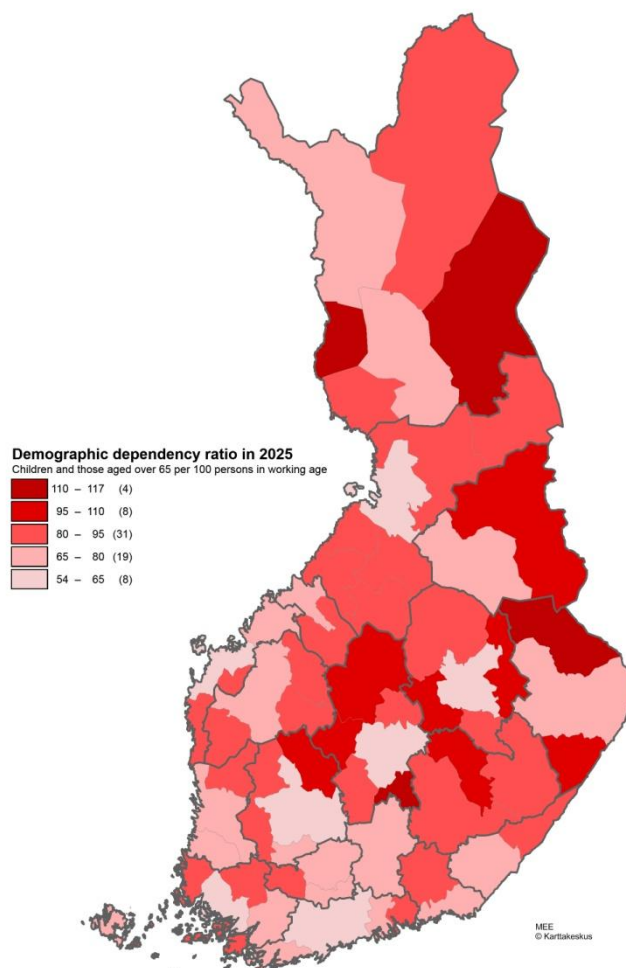 Demographic dependency ratio in 2025
Children and those aged over 65 per 100 persons in working age
110 – 117 (4)
95 – 110 (8)
80 – 95 (31)
65 – 80 (19)
54 – 65 (8)
MEE
© Karttakeskus